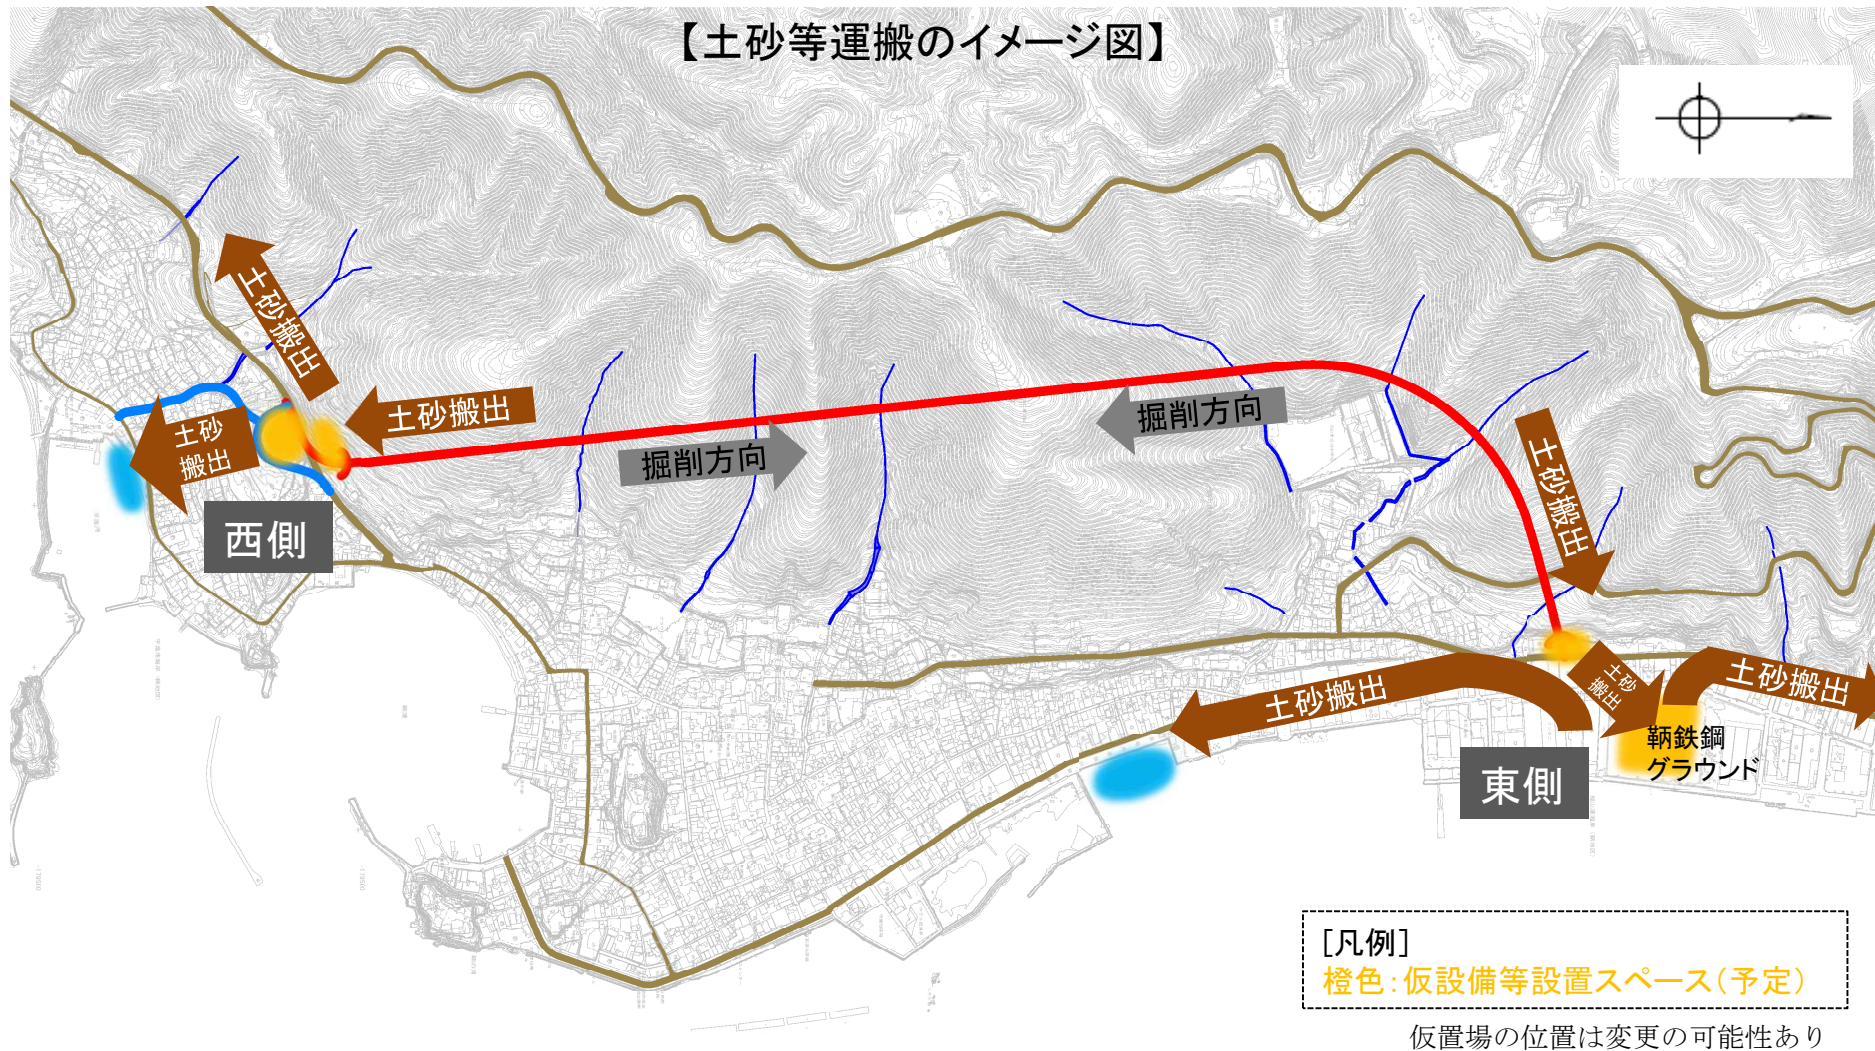 【土砂等運搬のイメージ図】
土砂搬出
土砂搬出
土砂
搬出
西側
掘削方向
掘削方向
土砂搬出
土砂搬出
土砂
搬出
土砂搬出
鞆鉄鋼
グラウンド
東側
[凡例]
橙色：仮設備等設置スペース（予定）
仮置場の位置は変更の可能性あり